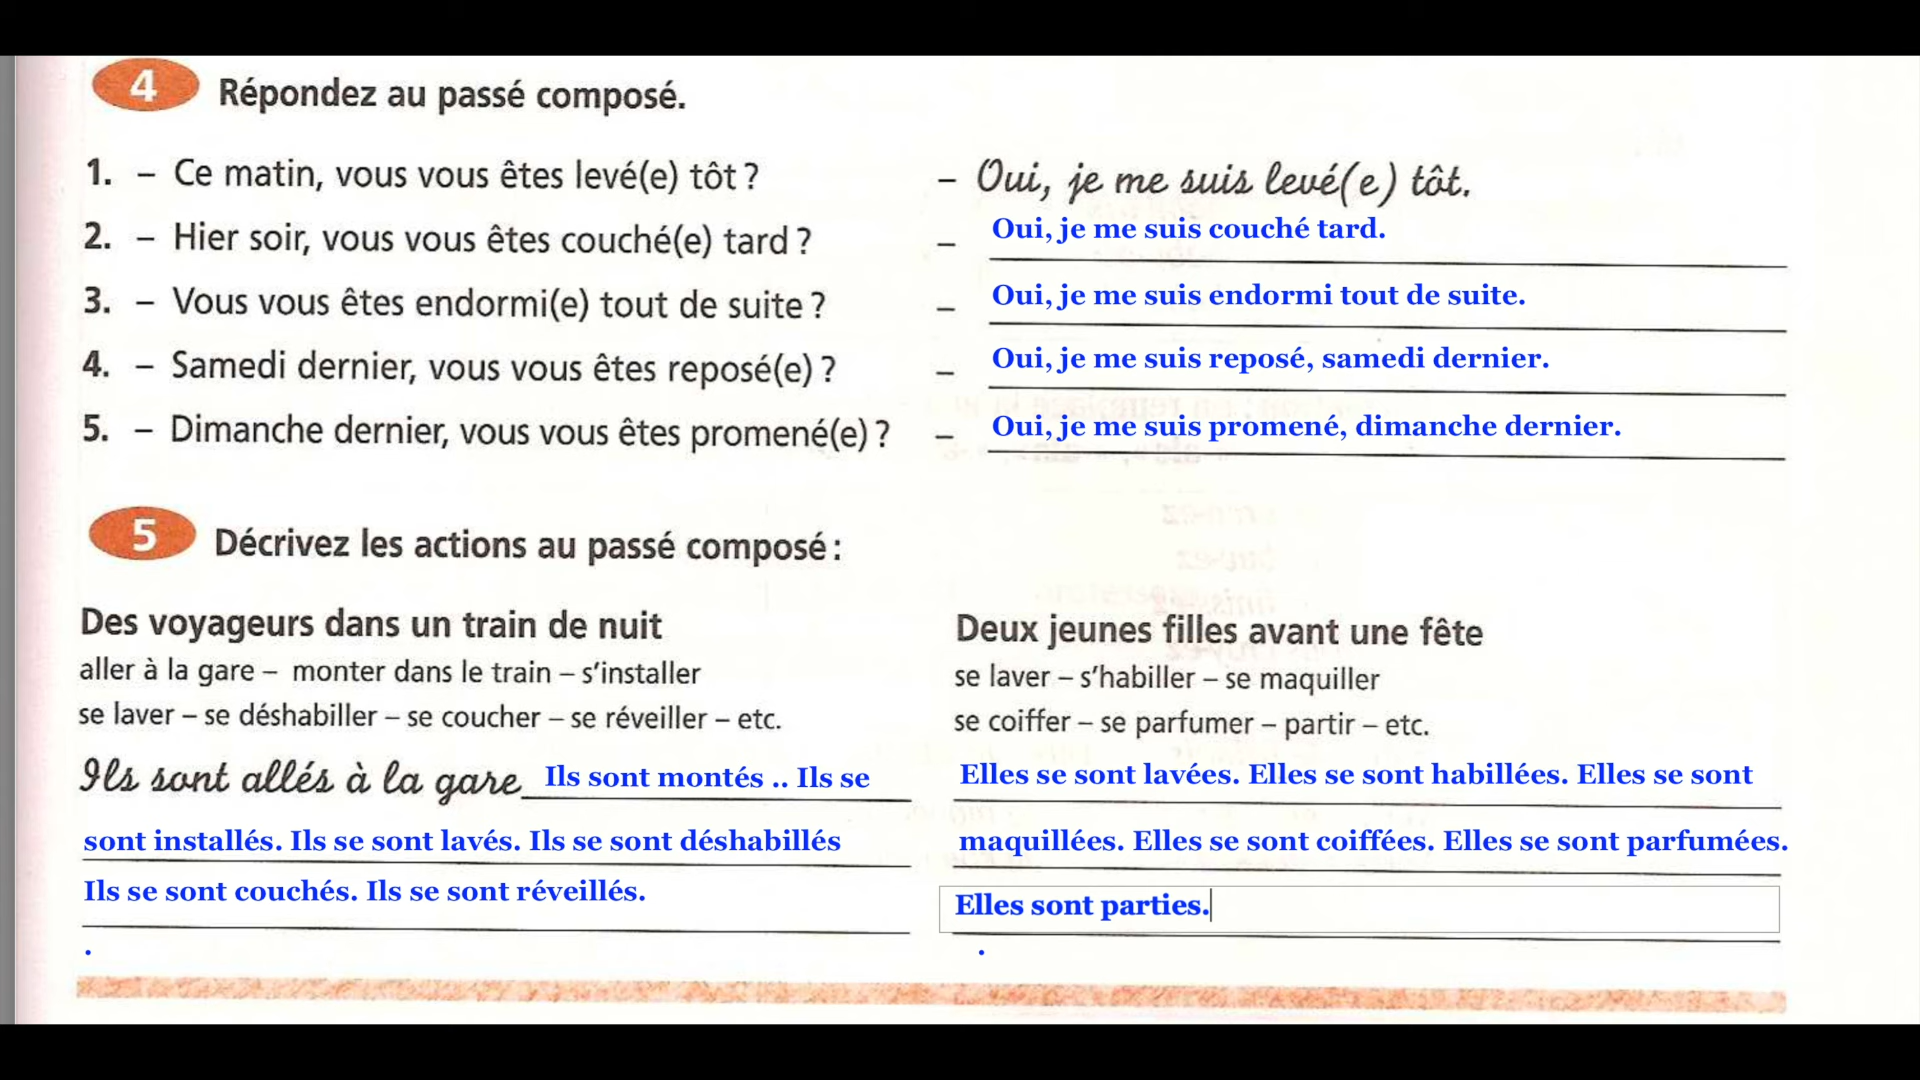 4 Répondez au passé composé.
1. – Ce matin, vous vous êtes levé(e) tôt ? – Oui, je me suis levé(e) tôt.
2. – Hier soir, vous vous êtes couché(e) tard ? – Oui, je me suis couché tard.
3. – Vous vous êtes endormi(e) tout de suite ? – Oui, je me suis endormi tout de suite.
4. – Samedi dernier, vous vous êtes reposé(e) ? – Oui, je me suis reposé, samedi dernier.
5. – Dimanche dernier, vous vous êtes promené(e) ? – Oui, je me suis promené, dimanche dernier.
5 Décrivez les actions au passé composé :
Des voyageurs dans un train de nuit
aller à la gare – monter dans le train – s'installer
se laver – se déshabiller – se coucher – se réveiller – etc.
Ils sont allés à la gare Ils sont montés .. Ils se
sont installés. Ils se sont lavés. Ils se sont déshabillés
Ils se sont couchés. Ils se sont réveillés.
.
Deux jeunes filles avant une fête
se laver – s'habiller – se maquiller
se coiffer – se parfumer – partir – etc.
Elles se sont lavées. Elles se sont habillées. Elles se sont
maquillées. Elles se sont coiffées. Elles se sont parfumées.
Elles sont parties.
.